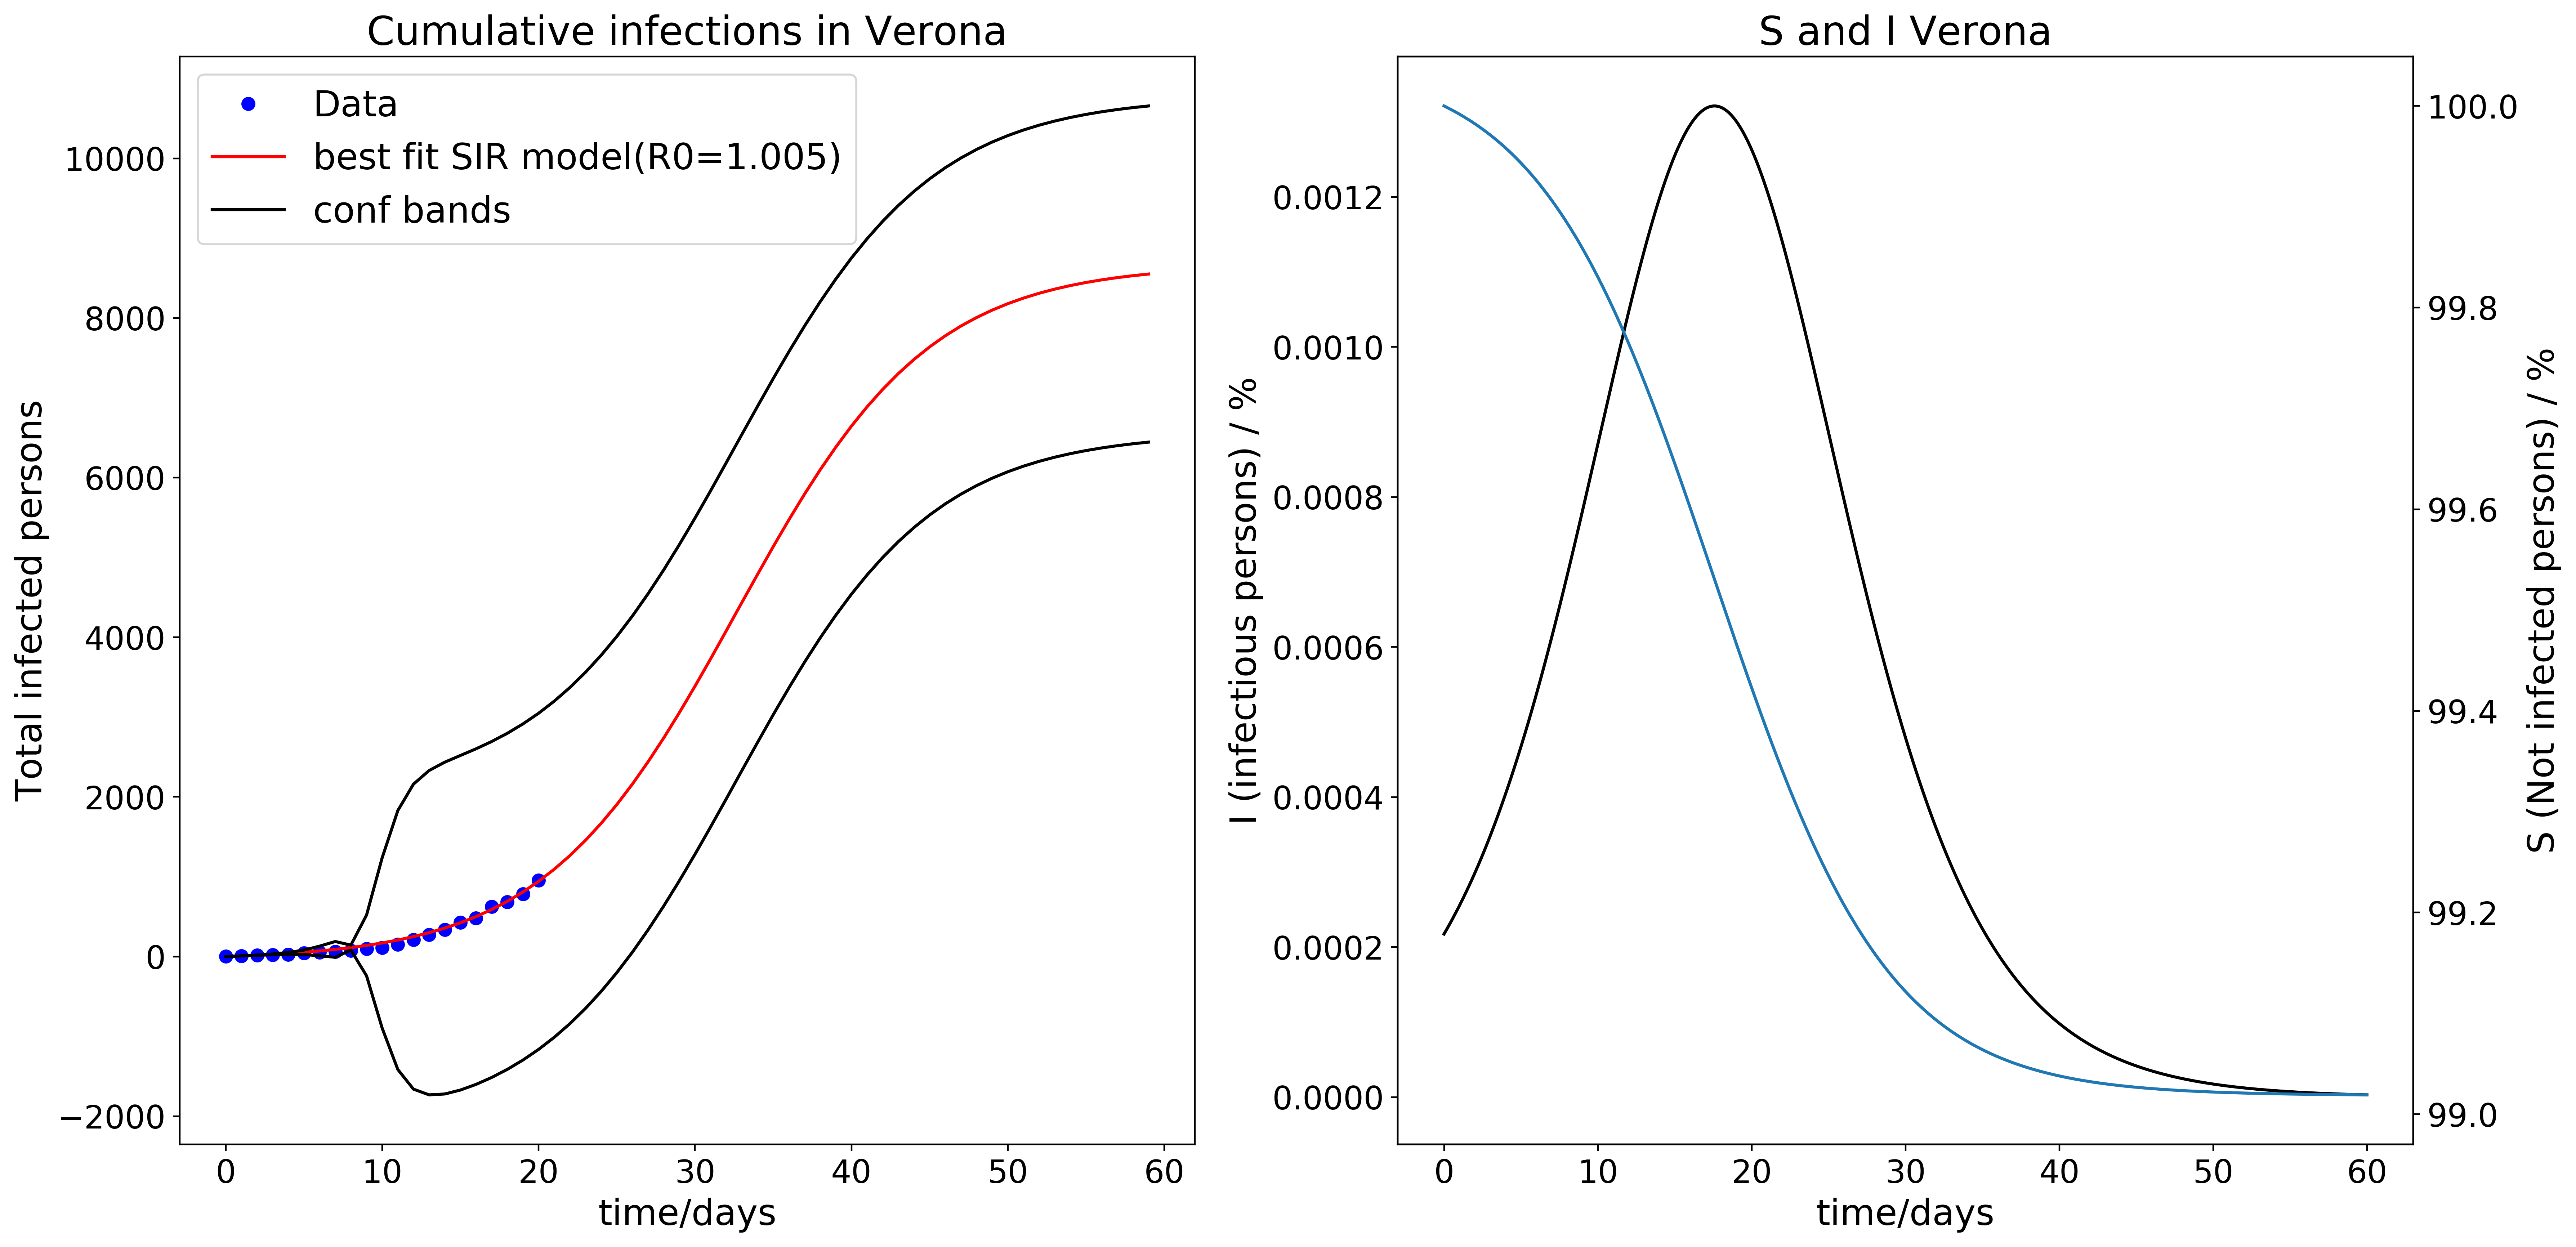 Cumulative infections in Verona
Data
best fit SIR model(R0=1.005)
conf bands
10000
8000
6000
4000
2000
0
−2000
Total infected persons
0 10 20 30 40 50 60
time/days
S and I Verona
0.0012
0.0010
0.0008
0.0006
0.0004
0.0002
0.0000
I (infectious persons) / %
100.0
99.8
99.6
99.4
99.2
99.0
S (Not infected persons) / %
0 10 20 30 40 50 60
time/days